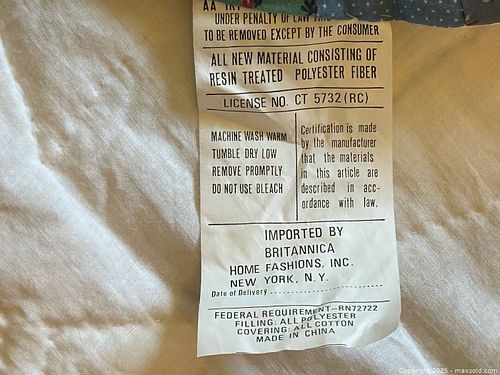 UNDER PENALTY OF LAW THIS
TO BE REMOVED EXCEPT BY THE CONSUMER
ALL NEW MATERIAL CONSISTING OF
RESIN TREATED POLYESTER FIBER
LICENSE NO. CT 5732 (RC)
MACHINE WASH WARM
TUMBLE DRY LOW
REMOVE PROMPTLY
DO NOT USE BLEACH
Certification is made
by the manufacturer
that the materials
in this article are
described in acc-
ordance with law.
IMPORTED BY
BRITANNICA
HOME FASHIONS, INC.
NEW YORK, N.Y.
Date of Delivery
FEDERAL REQUIREMENT-RN72722
FILLING: ALL POLYESTER
COVERING: ALL COTTON
MADE IN CHINA
Copyright © 2025 - maxsold.com